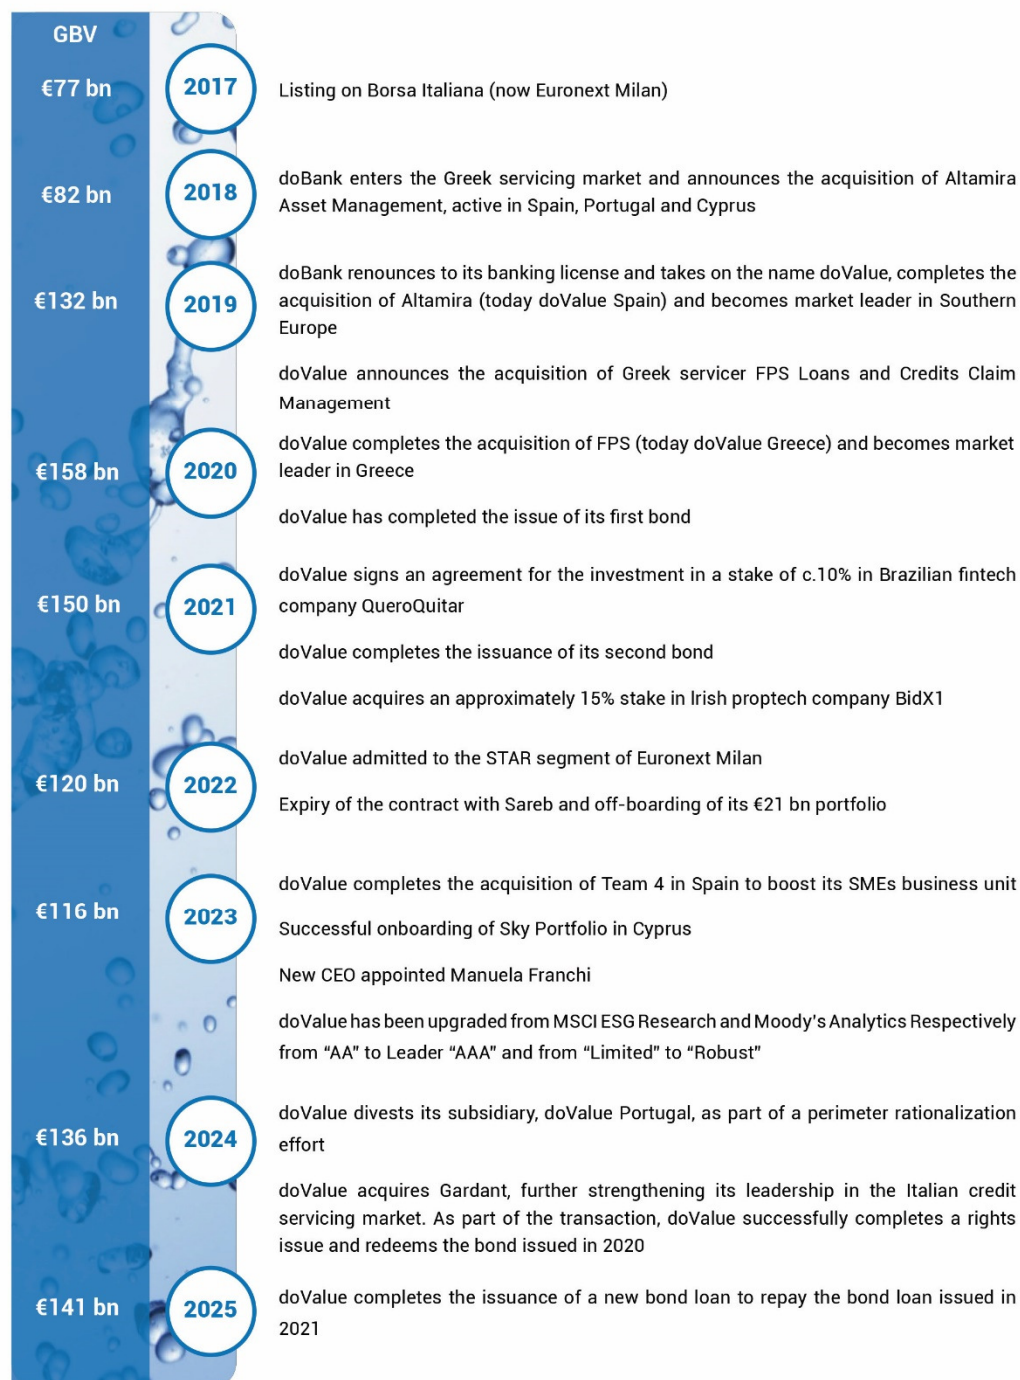 GBV
€77 bn
2017
Listing on Borsa Italiana (now Euronext Milan)
€82 bn
2018
doBank enters the Greek servicing market and announces the acquisition of Altamira
Asset Management, active in Spain, Portugal and Cyprus
€132 bn
2019
doBank renounces to its banking license and takes on the name doValue, completes the
acquisition of Altamira (today doValue Spain) and becomes market leader in Southern
Europe
doValue announces the acquisition of Greek servicer FPS Loans and Credits Claim
Management
€158 bn
2020
doValue completes the acquisition of FPS (today doValue Greece) and becomes market
leader in Greece
doValue has completed the issue of its first bond
€150 bn
2021
doValue signs an agreement for the investment in a stake of c.10% in Brazilian fintech
company QueroQuitar
doValue completes the issuance of its second bond
doValue acquires an approximately 15% stake in Irish proptech company BidX1
€120 bn
2022
doValue admitted to the STAR segment of Euronext Milan
Expiry of the contract with Sareb and off-boarding of its €21 bn portfolio
€116 bn
2023
doValue completes the acquisition of Team 4 in Spain to boost its SMEs business unit
Successful onboarding of Sky Portfolio in Cyprus
New CEO appointed Manuela Franchi
doValue has been upgraded from MSCI ESG Research and Moody's Analytics Respectively
from “AA” to Leader “AAA” and from “Limited” to “Robust”
€136 bn
2024
doValue divests its subsidiary, doValue Portugal, as part of a perimeter rationalization
effort
doValue acquires Gardant, further strengthening its leadership in the Italian credit
servicing market. As part of the transaction, doValue successfully completes a rights
issue and redeems the bond issued in 2020
€141 bn
2025
doValue completes the issuance of a new bond loan to repay the bond loan issued in
2021